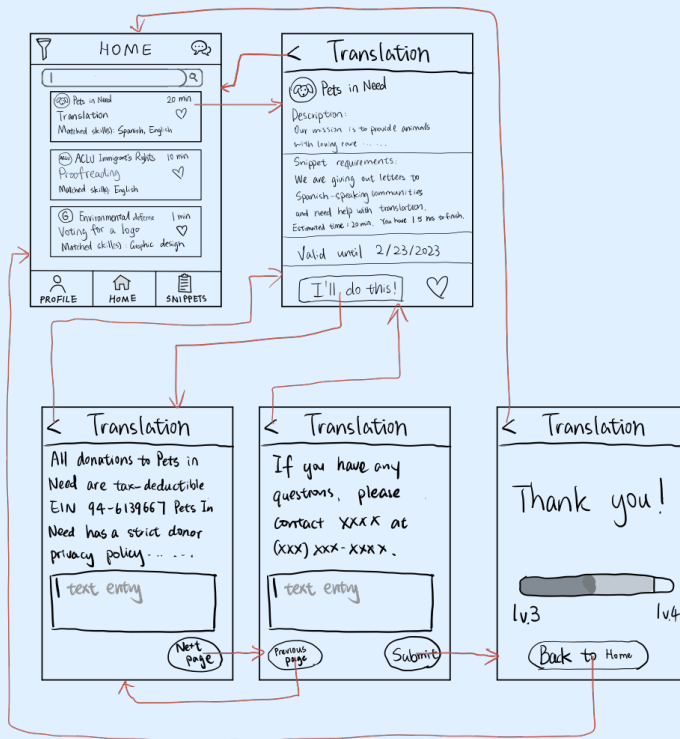 HOME
Pets in Need 20 min
Translation
Matched skill(s): Spanish, English
ACLU ACLU Immigrant's Rights 10 min
Proofreading
Matched skills: English
G Environmental defense 1 min
Voting for a logo
Matched skill(s): Graphic design
PROFILE HOME SNIPPETS
Translation
Pets in Need
Description:
Our mission is to provide animals
with loving care ......
Snippet requirements:
We are giving out letters to
Spanish-speaking communities
and need help with translation.
Estimated time: 20 min. You have 1.5 hrs to finish.
Valid until 2/23/2023
I'll do this!
Translation
All donations to Pets in
Need are tax-deductible
EIN 94-6139667 Pets In
Need has a strict donor
privacy policy......
text entry
Next
page
Translation
If you have any
questions, please
contact xxxx at
(xxx) xxx-xxxx.
text entry
Previous
page
Submit
Translation
Thank you!
lv.3 lv.4
Back to Home